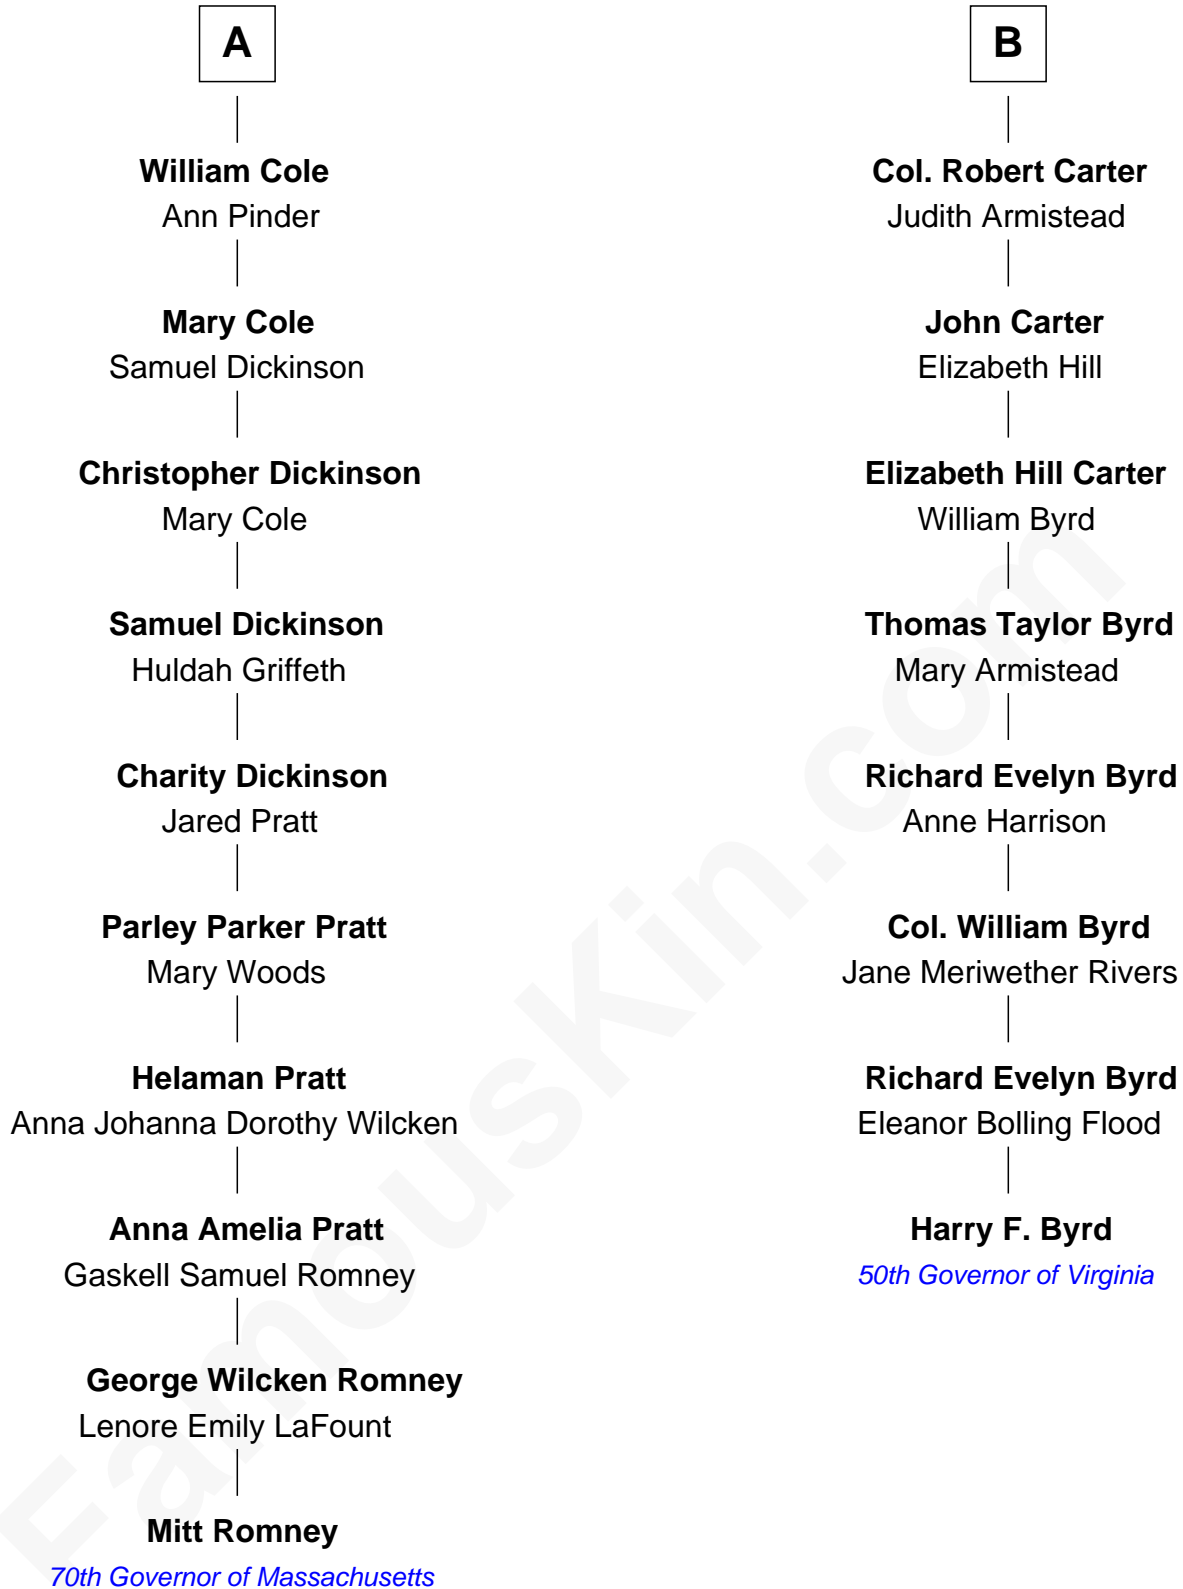 A
William Cole
Ann Pinder
Mary Cole
Samuel Dickinson
Christopher Dickinson
Mary Cole
Samuel Dickinson
Huldah Griffeth
Charity Dickinson
Jared Pratt
Parley Parker Pratt
Mary Woods
Helaman Pratt
Anna Johanna Dorothy Wilcken
Anna Amelia Pratt
Gaskell Samuel Romney
George Wilcken Romney
Lenore Emily LaFount
Mitt Romney
70th Governor of Massachusetts
B
Col. Robert Carter
Judith Armistead
John Carter
Elizabeth Hill
Elizabeth Hill Carter
William Byrd
Thomas Taylor Byrd
Mary Armistead
Richard Evelyn Byrd
Anne Harrison
Col. William Byrd
Jane Meriwether Rivers
Richard Evelyn Byrd
Eleanor Bolling Flood
Harry F. Byrd
50th Governor of Virginia
FamousKin.com